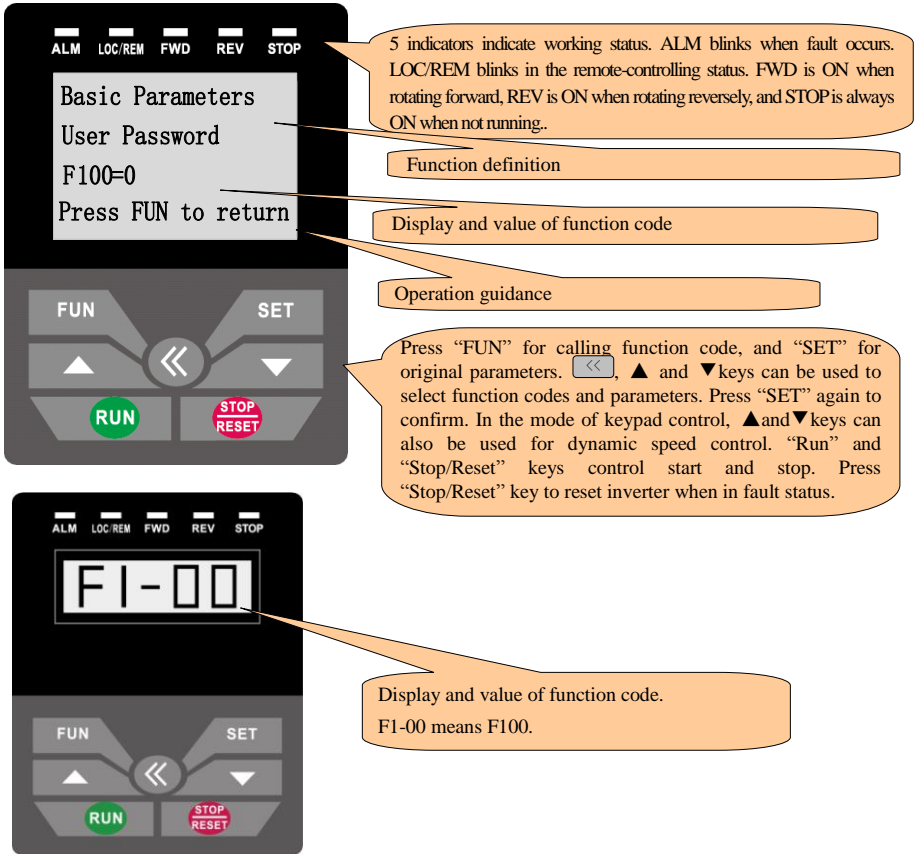 ALM LOC/REM FWD REV STOP
Basic Parameters
User Password
F100=0
Press FUN to return
FUN SET
RUN STOP
RESET
5 indicators indicate working status. ALM blinks when fault occurs.
LOC/REM blinks in the remote-controlling status. FWD is ON when
rotating forward, REV is ON when rotating reversely, and STOP is always
ON when not running..
Function definition
Display and value of function code
Operation guidance
Press “FUN” for calling function code, and “SET” for
original parameters. <<, ▲ and ▼keys can be used to
select function codes and parameters. Press “SET” again to
confirm. In the mode of keypad control, ▲and▼keys can
also be used for dynamic speed control. “Run” and
“Stop/Reset” keys control start and stop. Press
“Stop/Reset” key to reset inverter when in fault status.
ALM LOC/REM FWD REV STOP
F1-00
FUN SET
RUN STOP
RESET
Display and value of function code.
F1-00 means F100.